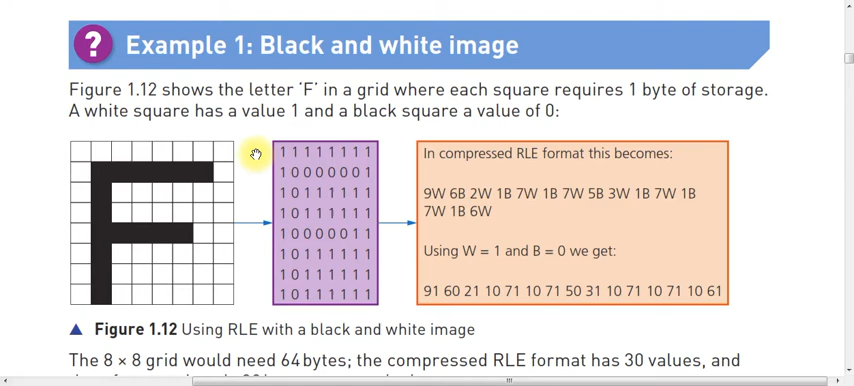 ?
Example 1: Black and white image
Figure 1.12 shows the letter 'F' in a grid where each square requires 1 byte of storage.
A white square has a value 1 and a black square a value of 0:
1 1 1 1 1 1 1 1
1 0 0 0 0 0 0 1
1 0 1 1 1 1 1 1
1 0 1 1 1 1 1 1
1 0 0 0 0 0 1 1
1 0 1 1 1 1 1 1
1 0 1 1 1 1 1 1
1 0 1 1 1 1 1 1
In compressed RLE format this becomes:
9W 6B 2W 1B 7W 1B 7W 5B 3W 1B 7W 1B
7W 1B 6W
Using W = 1 and B = 0 we get:
91 60 21 10 71 10 71 50 31 10 71 10 71 10 61
▲ Figure 1.12 Using RLE with a black and white image
The 8 × 8 grid would need 64 bytes; the compressed RLE format has 30 values, and